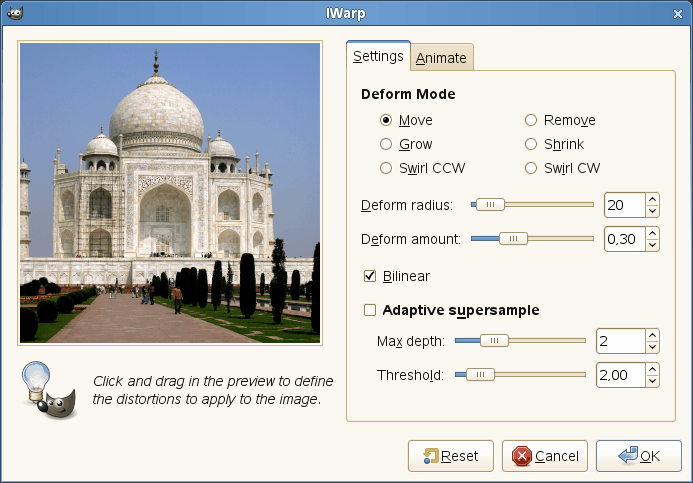 IWarp
Settings
Animate
Deform Mode
Move
Remove
Grow
Shrink
Swirl CCW
Swirl CW
Deform radius: 20
Deform amount: 0,30
Bilinear
Adaptive supersample
Max depth: 2
Threshold: 2,00
Click and drag in the preview to define
the distortions to apply to the image.
Reset
Cancel
OK